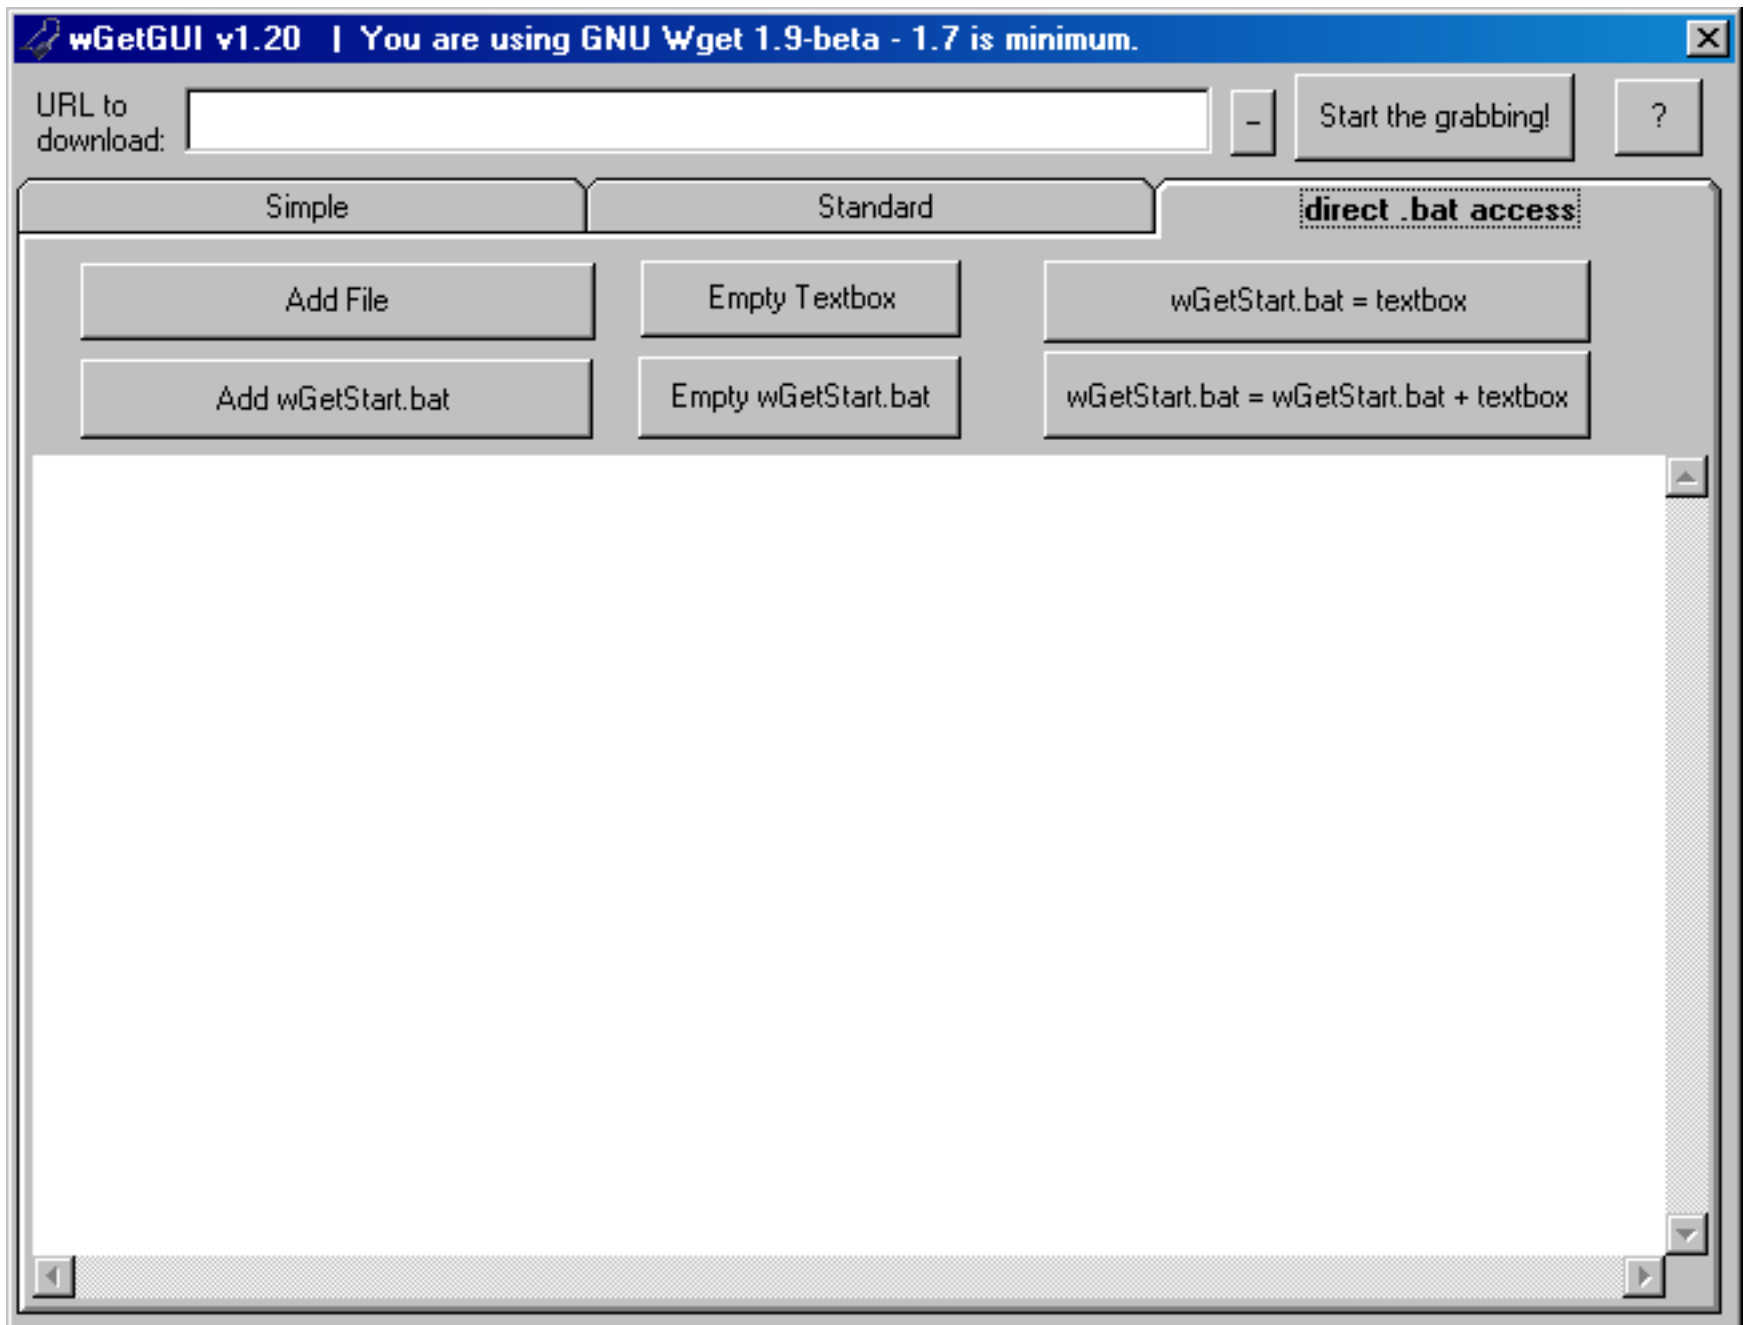 wGetGUI v1.20 | You are using GNU Wget 1.9-beta - 1.7 is minimum.
URL to
download:
-
Start the grabbing!
?
Simple
Standard
direct .bat access
Add File
Empty Textbox
wGetStart.bat = textbox
Add wGetStart.bat
Empty wGetStart.bat
wGetStart.bat = wGetStart.bat + textbox